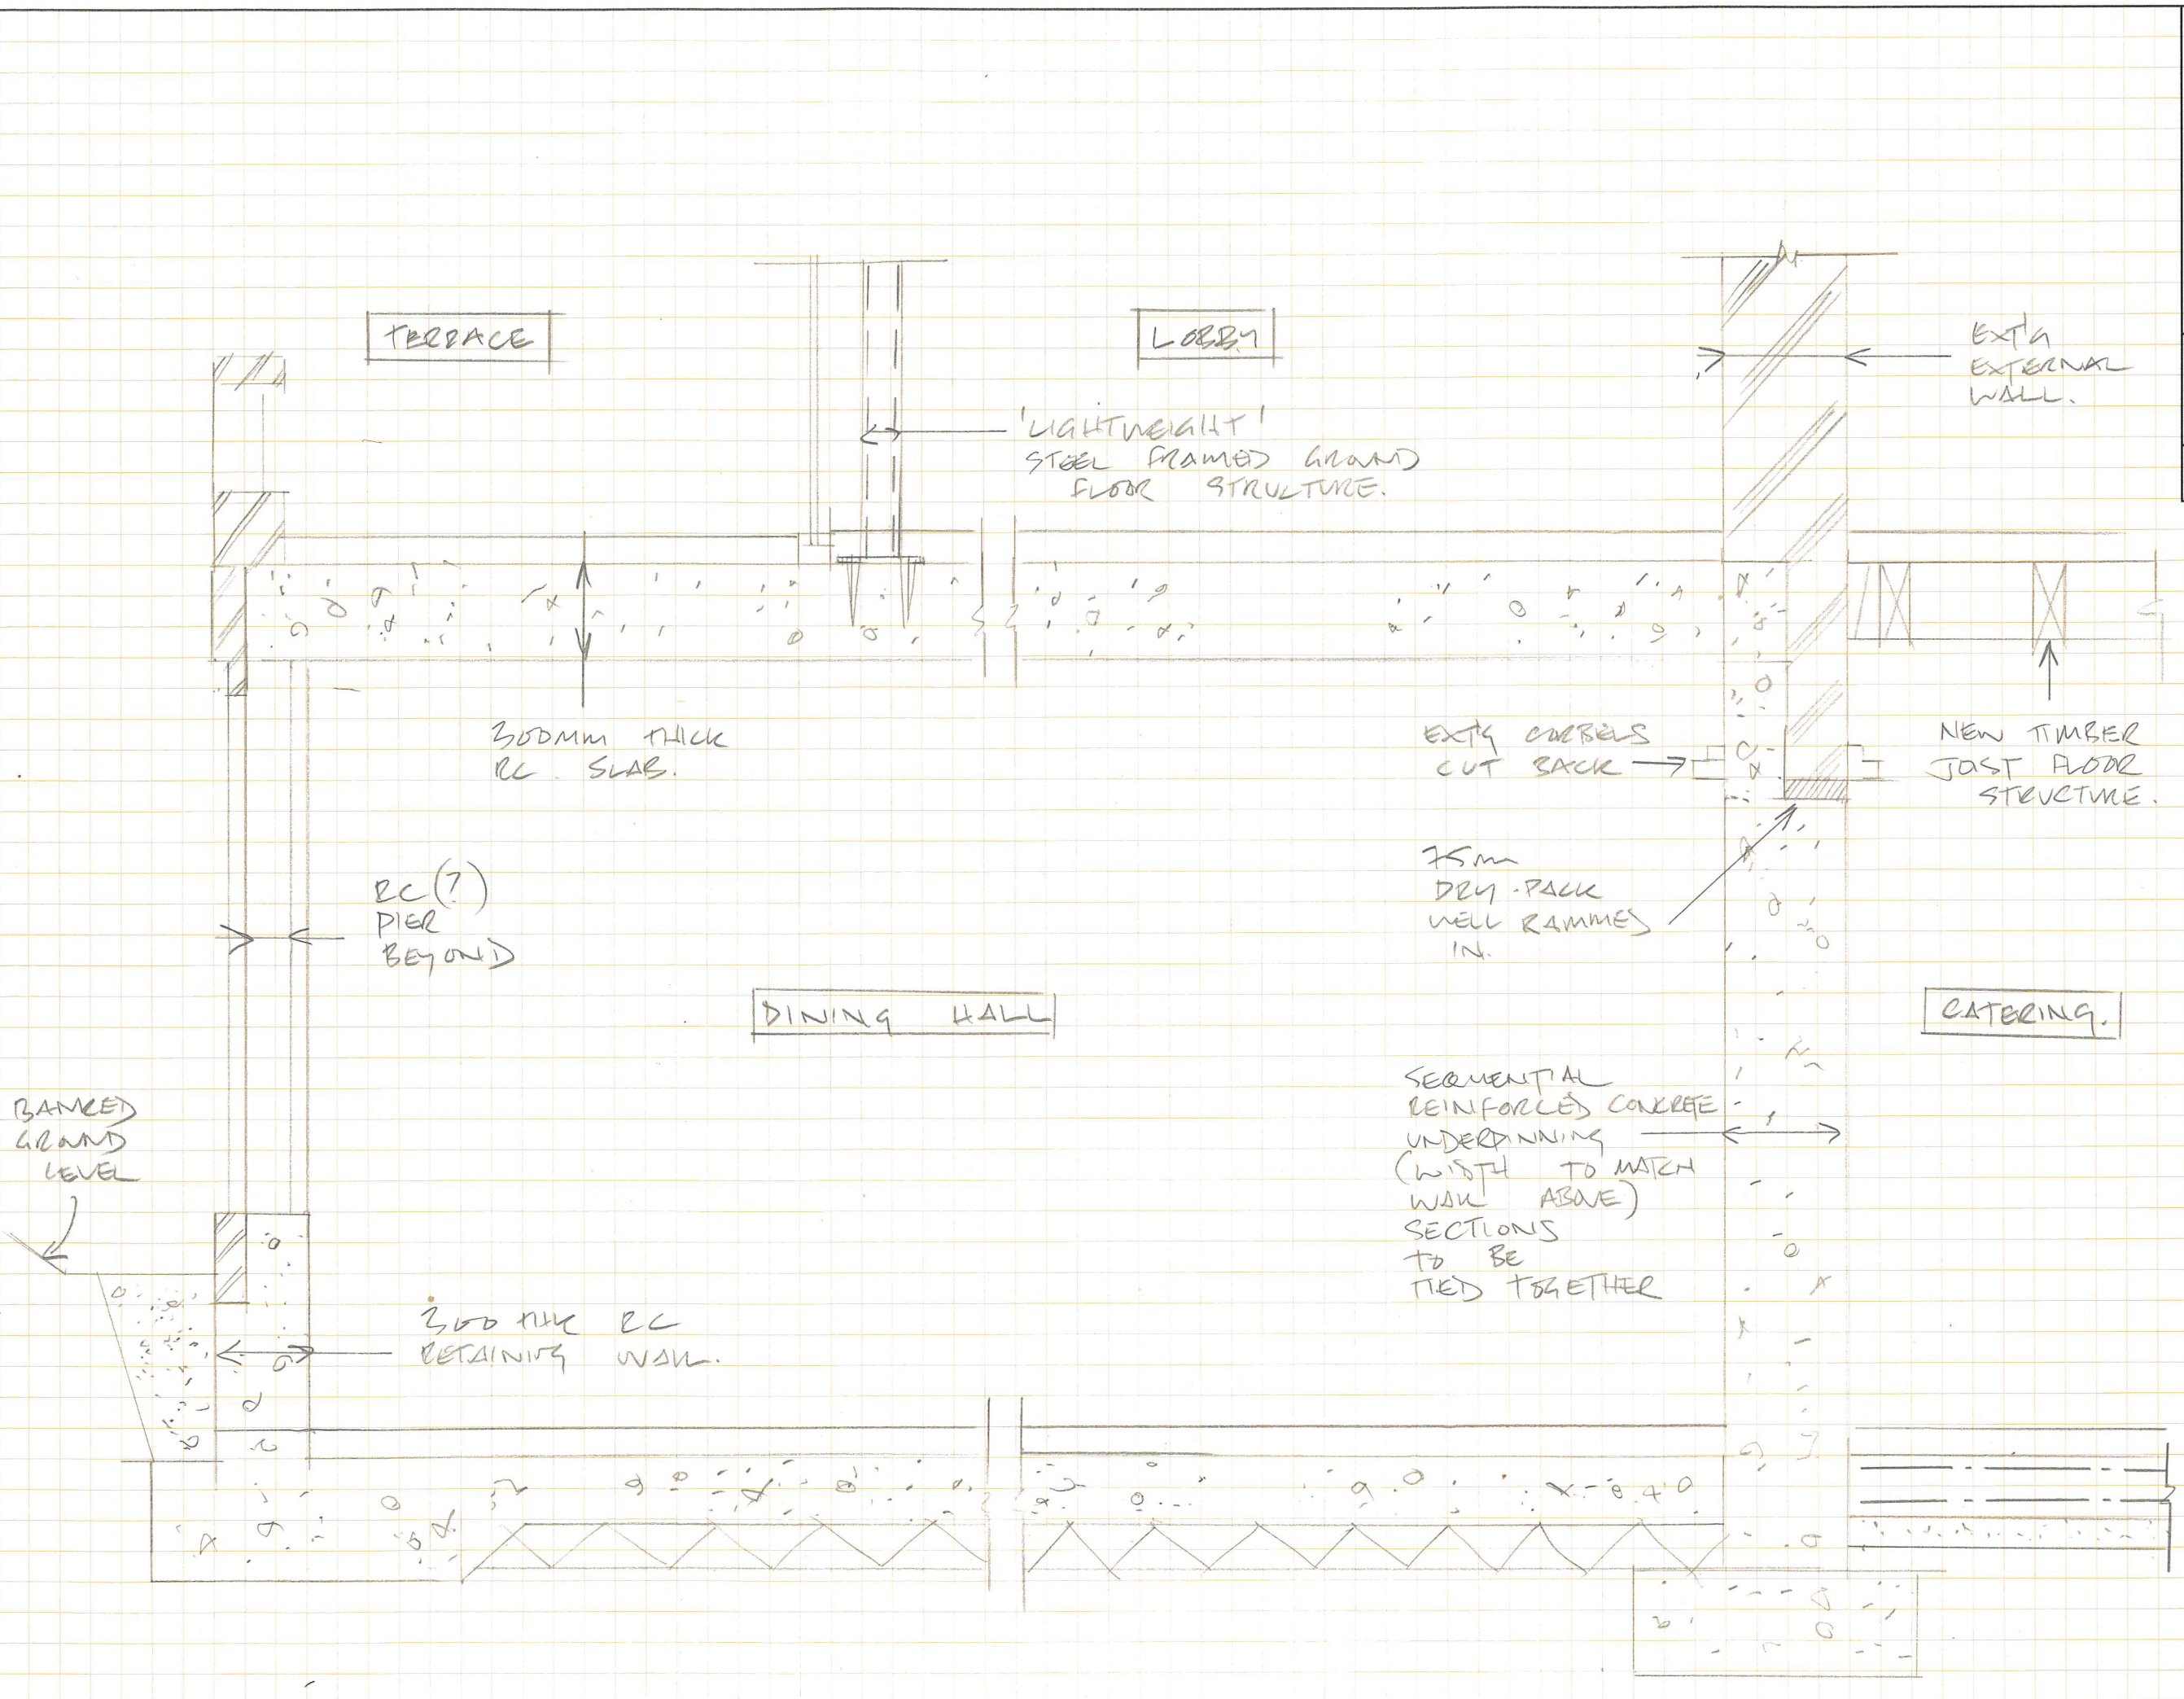 TERRACE
LOBBY
EXT'G
EXTERNAL
WALL.
'LIGHTWEIGHT'
STEEL FRAMED GROUND
FLOOR STRUCTURE.
300MM THICK
RC. SLAB.
EXT'G CORBELS
CUT BACK
NEW TIMBER
JOIST FLOOR
STRUCTURE.
75mm
DRY-PACK
WELL RAMMED
IN.
RC(?)
PIER
BEYOND
DINING HALL
CATERING.
BANKED
GROUND
LEVEL
SEQUENTIAL
REINFORCED CONCRETE
UNDERPINNING
(WIDTH TO MATCH
WALL ABOVE)
SECTIONS
TO BE
TIED TOGETHER
300 THK RC
RETAINING WALL.